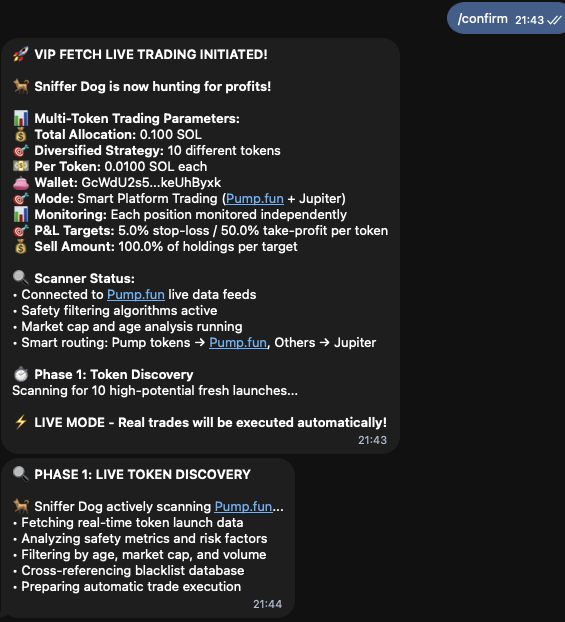 /confirm 21:43
🚀 VIP FETCH LIVE TRADING INITIATED!
🐕 Sniffer Dog is now hunting for profits!
📊 Multi-Token Trading Parameters:
💰 Total Allocation: 0.100 SOL
🎯 Diversified Strategy: 10 different tokens
💵 Per Token: 0.0100 SOL each
👛 Wallet: GcWdU2s5...keUhByxk
🎯 Mode: Smart Platform Trading (Pump.fun + Jupiter)
📊 Monitoring: Each position monitored independently
🎯 P&L Targets: 5.0% stop-loss / 50.0% take-profit per token
💰 Sell Amount: 100.0% of holdings per target
🔍 Scanner Status:
• Connected to Pump.fun live data feeds
• Safety filtering algorithms active
• Market cap and age analysis running
• Smart routing: Pump tokens → Pump.fun, Others → Jupiter
⏱️ Phase 1: Token Discovery
Scanning for 10 high-potential fresh launches...
⚡ LIVE MODE - Real trades will be executed automatically!
21:43
🔍 PHASE 1: LIVE TOKEN DISCOVERY
🐕 Sniffer Dog actively scanning Pump.fun...
• Fetching real-time token launch data
• Analyzing safety metrics and risk factors
• Filtering by age, market cap, and volume
• Cross-referencing blacklist database
• Preparing automatic trade execution
21:44